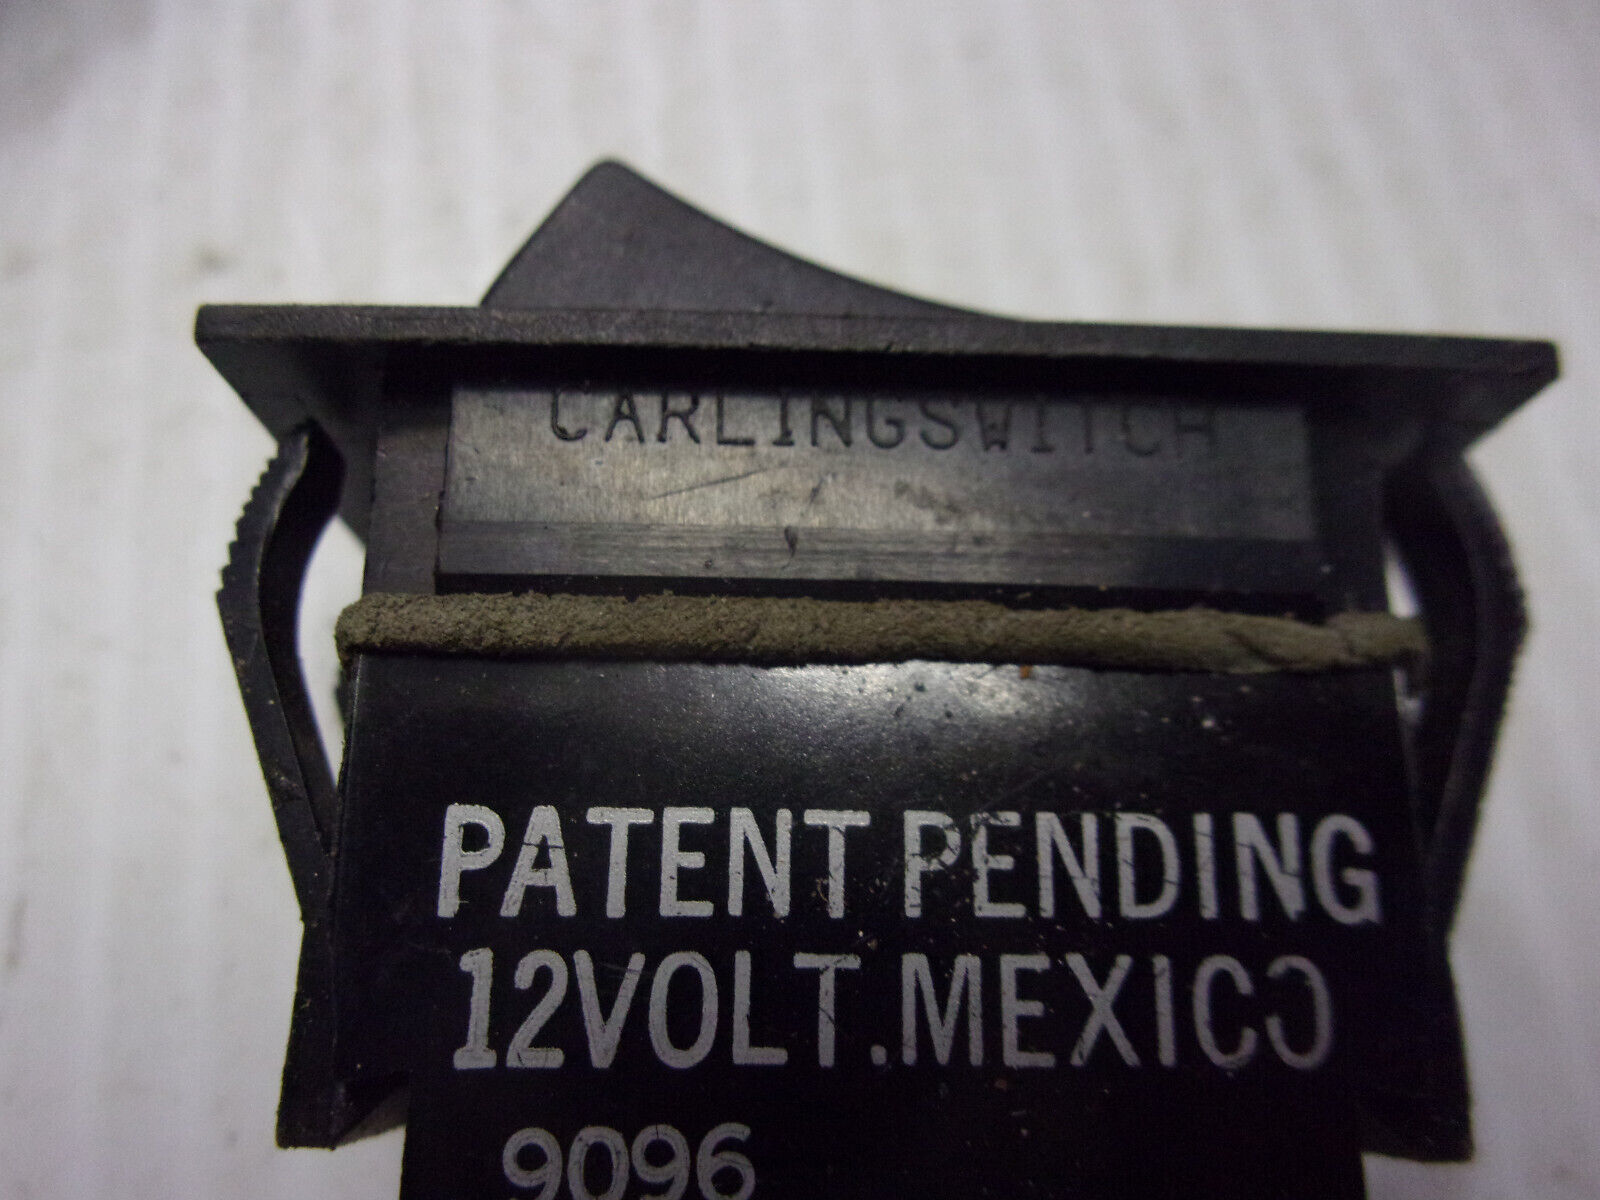 CARLINGSWITCH
PATENT PENDING
12VOLT.MEXICO
9096